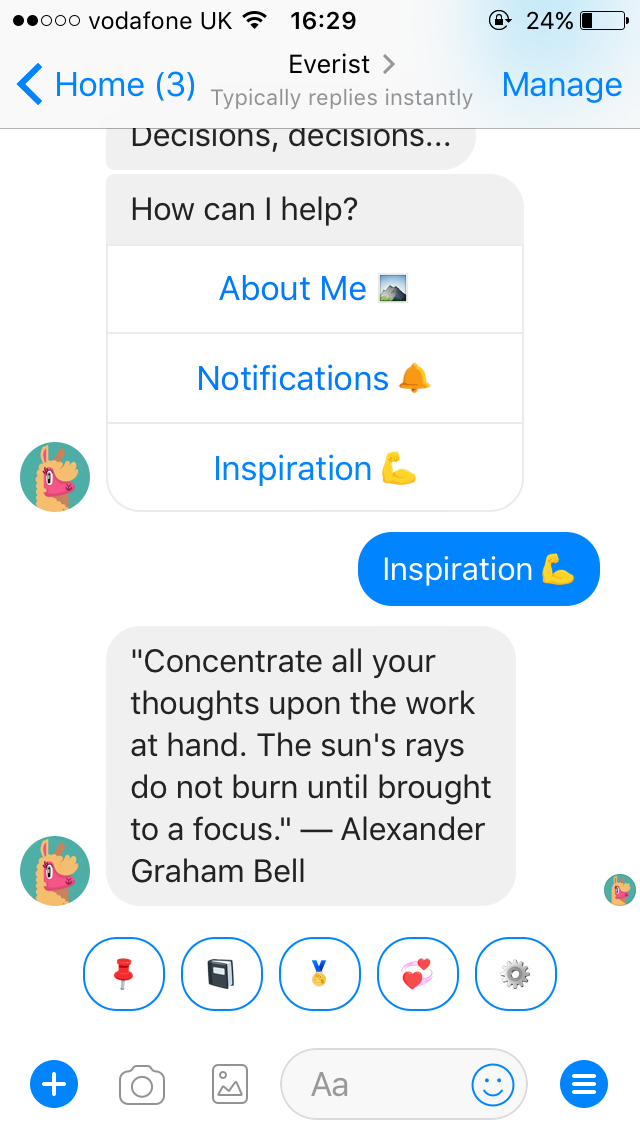 vodafone UK 16:29 24%
Home (3) Everist Manage
Typically replies instantly
Decisions, decisions...
How can I help?
About Me
Notifications
Inspiration
Inspiration
"Concentrate all your
thoughts upon the work
at hand. The sun's rays
do not burn until brought
to a focus." — Alexander
Graham Bell
Aa